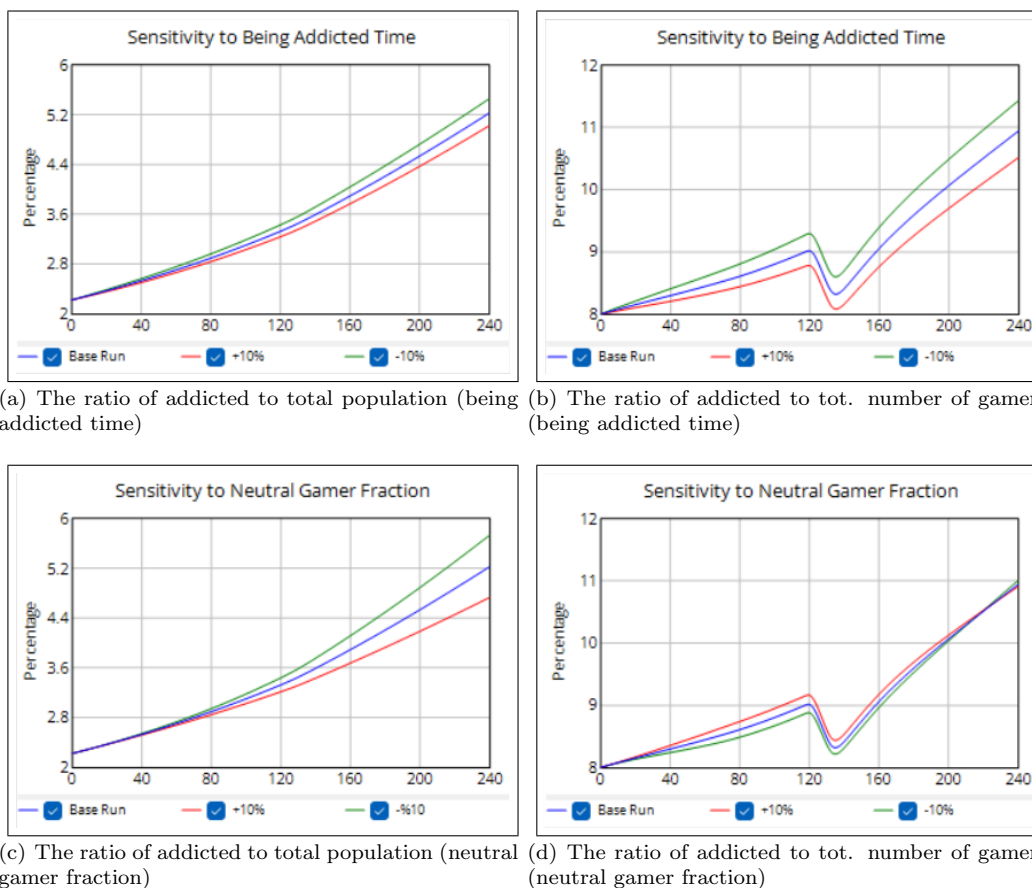 Sensitivity to Being Addicted Time
Percentage
6
5.2
4.4
3.6
2.8
2
0 40 80 120 160 200 240
Base Run +10% -10%
(a) The ratio of addicted to total population (being
addicted time)
Sensitivity to Being Addicted Time
Percentage
12
11
10
9
8
0 40 80 120 160 200 240
Base Run +10% -10%
(b) The ratio of addicted to tot. number of gamer
(being addicted time)
Sensitivity to Neutral Gamer Fraction
Percentage
6
5.2
4.4
3.6
2.8
2
0 40 80 120 160 200 240
Base Run +10% -%10
(c) The ratio of addicted to total population (neutral
gamer fraction)
Sensitivity to Neutral Gamer Fraction
Percentage
12
11
10
9
8
0 40 80 120 160 200 240
Base Run +10% -10%
(d) The ratio of addicted to tot. number of gamer
(neutral gamer fraction)